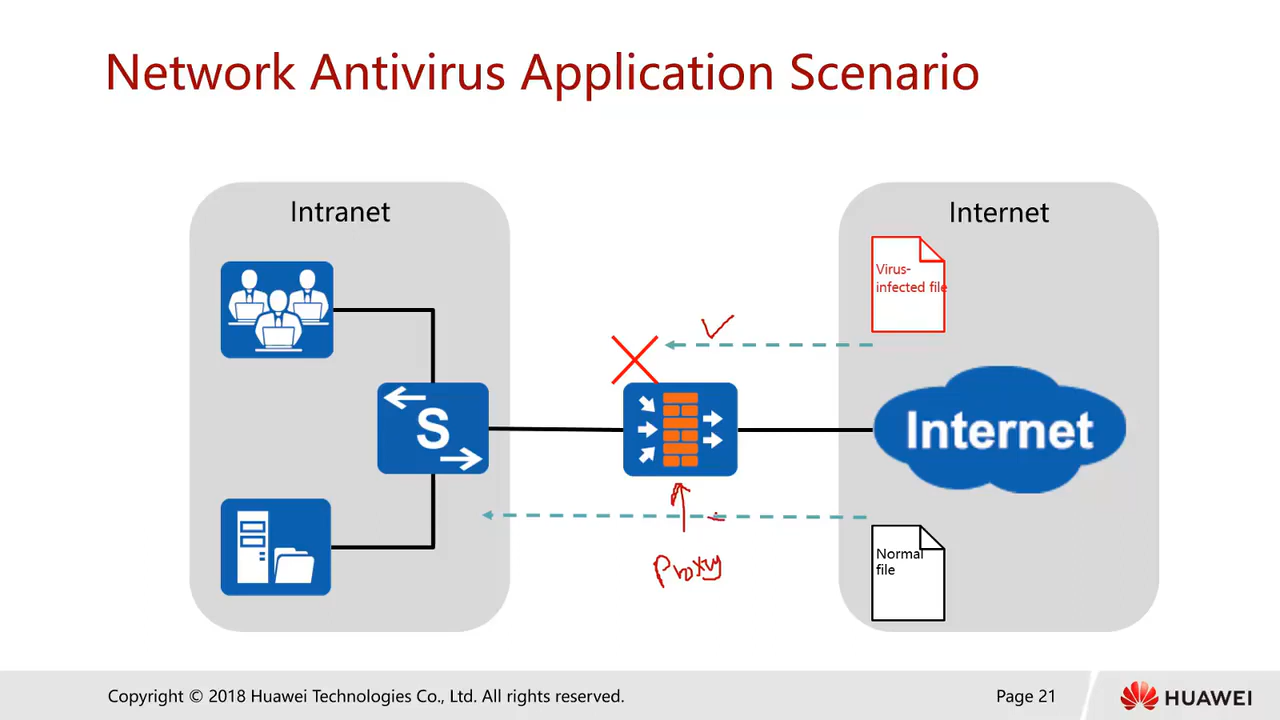 Network Antivirus Application Scenario
Intranet
Internet
Virus-
infected file
S
Internet
Proxy
Normal
file
Copyright © 2018 Huawei Technologies Co., Ltd. All rights reserved.
Page 21
HUAWEI